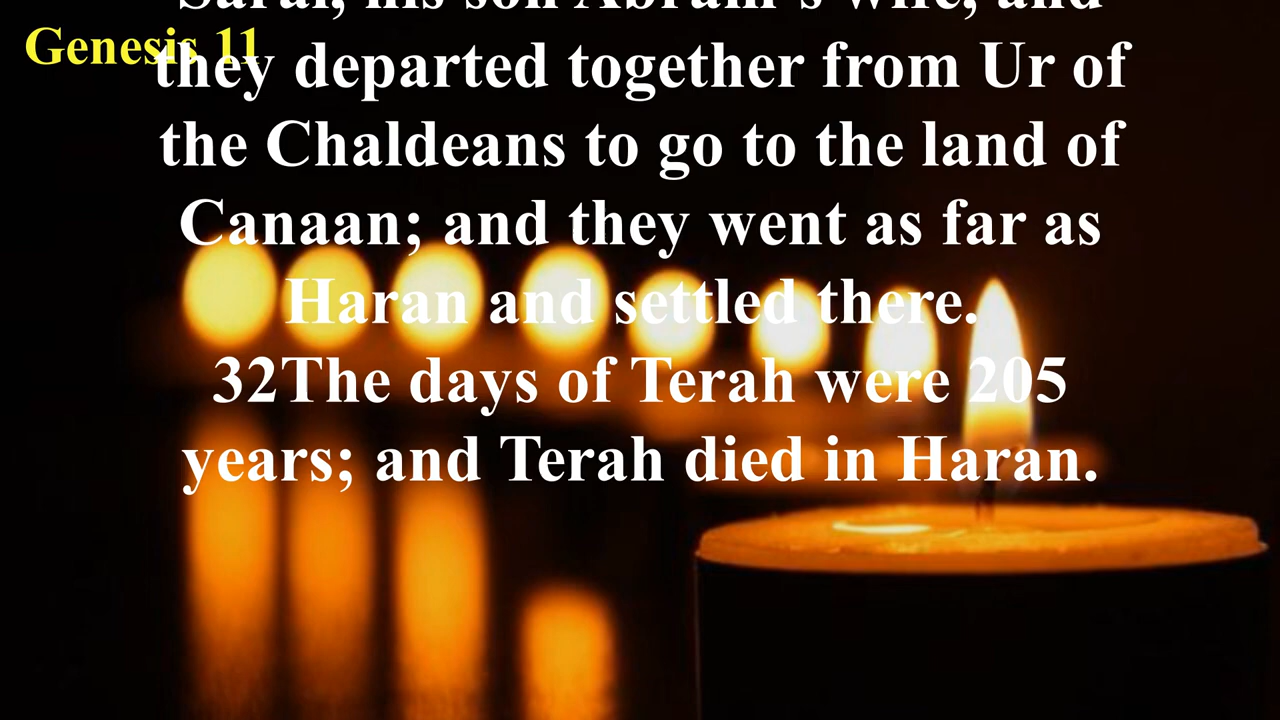 Genesis 11
Sarai, his son Abram's wife, and
they departed together from Ur of
the Chaldeans to go to the land of
Canaan; and they went as far as
Haran and settled there.
32The days of Terah were 205
years; and Terah died in Haran.